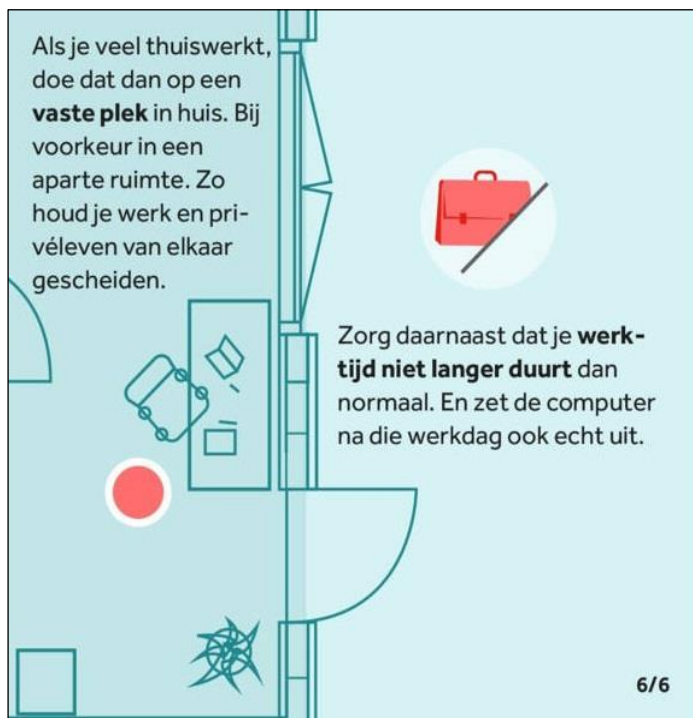 Als je veel thuiswerkt,
doe dat dan op een
vaste plek in huis. Bij
voorkeur in een
aparte ruimte. Zo
houd je werk en pri-
véleven van elkaar
gescheiden.
Zorg daarnaast dat je werk-
tijd niet langer duurt dan
normaal. En zet de computer
na die werkdag ook echt uit.
6/6